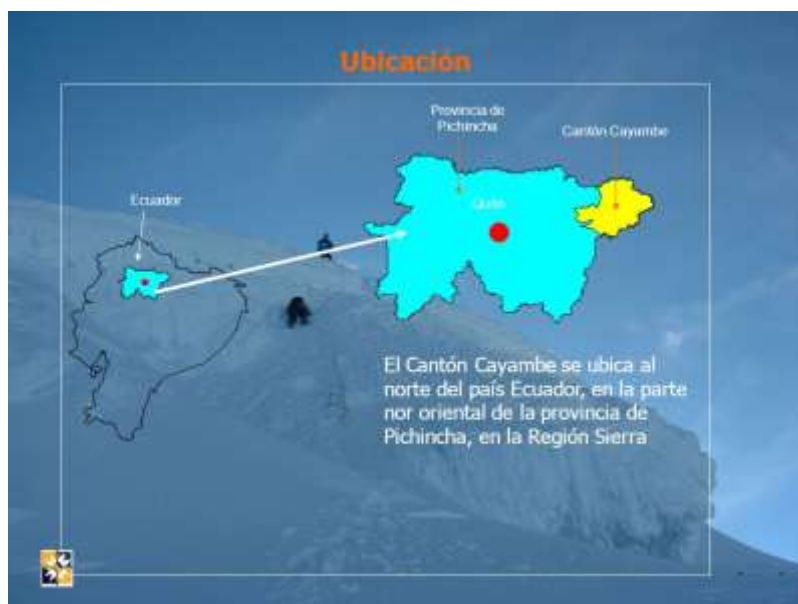 Ubicación
Provincia de
Pichincha
Cantón Cayambe
Ecuador
Quito
El Cantón Cayambe se ubica al
norte del país Ecuador, en la parte
nor oriental de la provincia de
Pichincha, en la Región Sierra